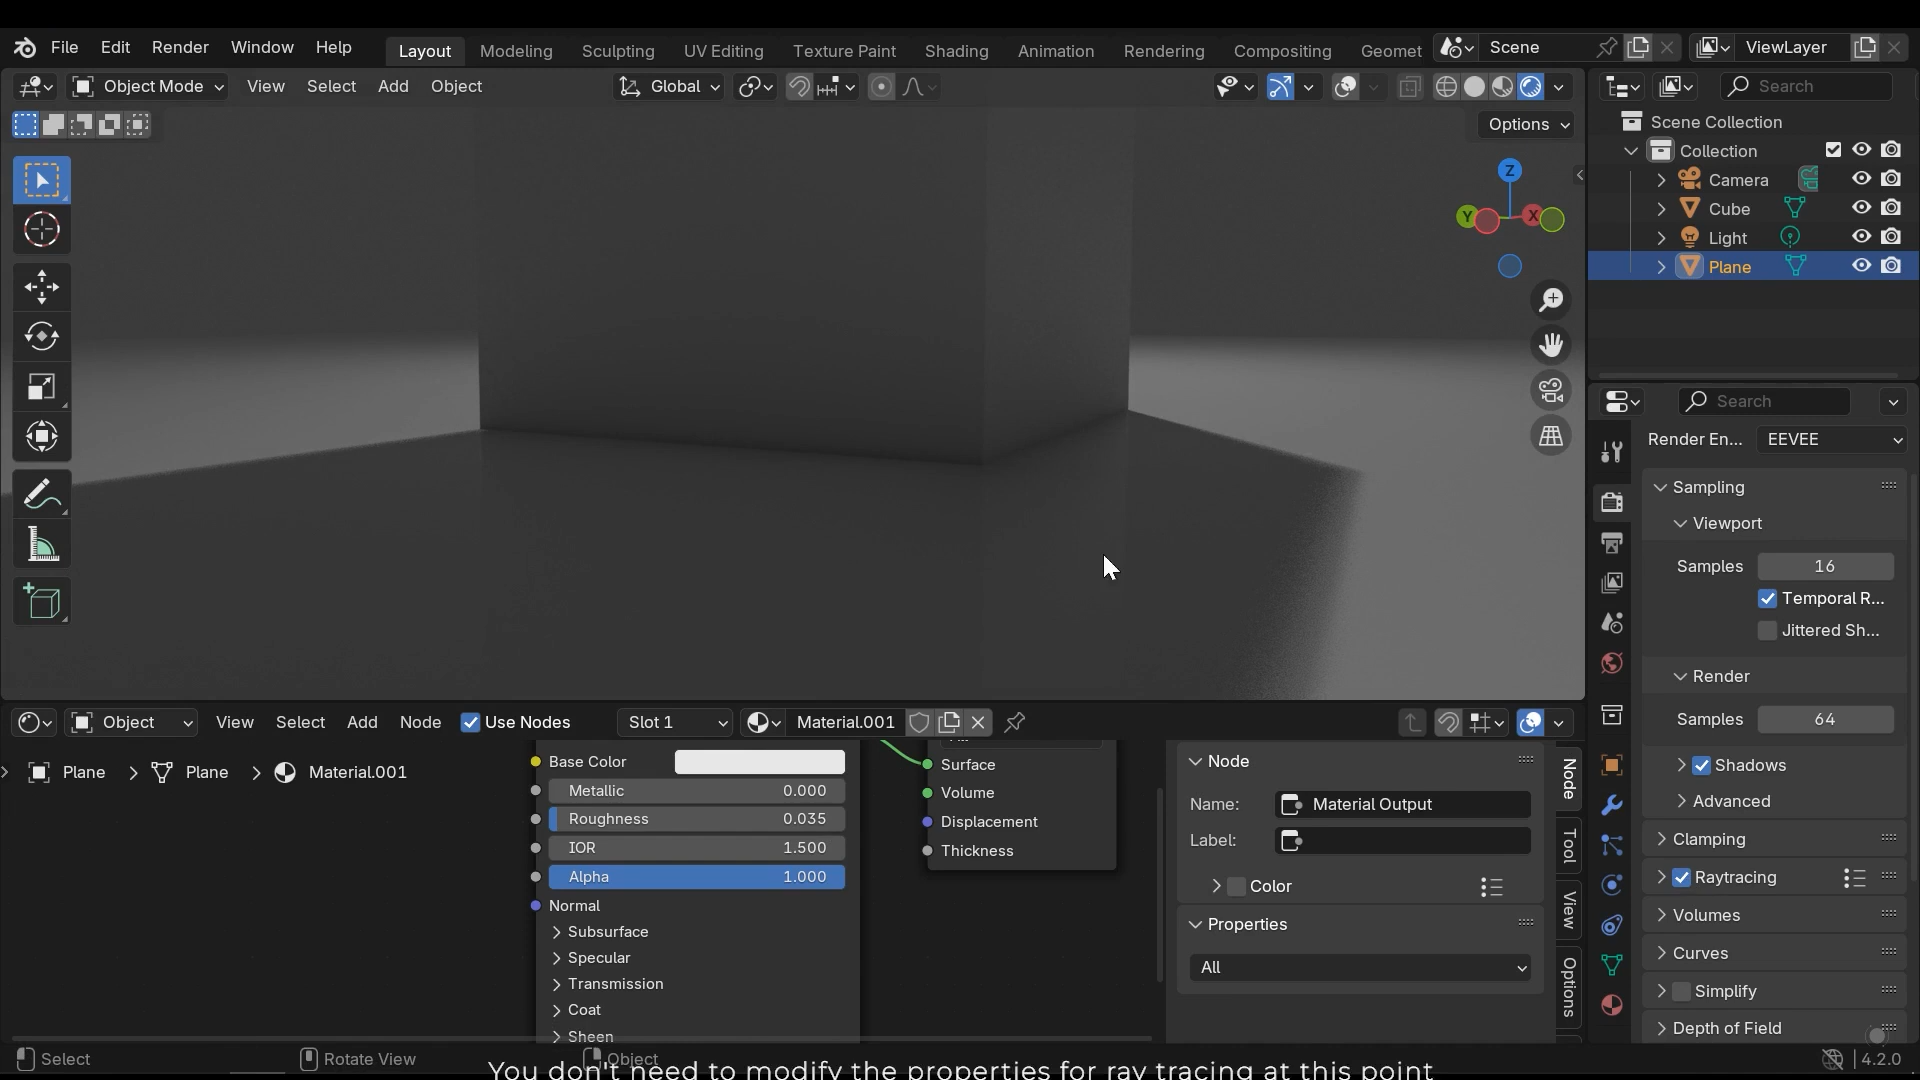 File Edit Render Window Help Layout Modeling Sculpting UV Editing Texture Paint Shading Animation Rendering Compositing Geomet Scene ViewLayer
Object Mode View Select Add Object Global Search
Options
Z
Y X
Scene Collection
Collection
Camera
Cube
Light
Plane
Search
Render En... EEVEE
Sampling
Viewport
Samples 16
Temporal R...
Jittered Sh...
Render
Samples 64
Shadows
Advanced
Clamping
Raytracing
Volumes
Curves
Simplify
Depth of Field
Object View Select Add Node Use Nodes Slot 1 Material.001
Plane Plane Material.001
Base Color
Metallic 0.000
Roughness 0.035
IOR 1.500
Alpha 1.000
Normal
Subsurface
Specular
Transmission
Coat
Sheen
Surface
Volume
Displacement
Thickness
Node
Name: Material Output
Label:
Color
Properties
All
Node
Tool
View
Options
Select Rotate View Object 4.2.0
You don't need to modify the properties for ray tracing at this point